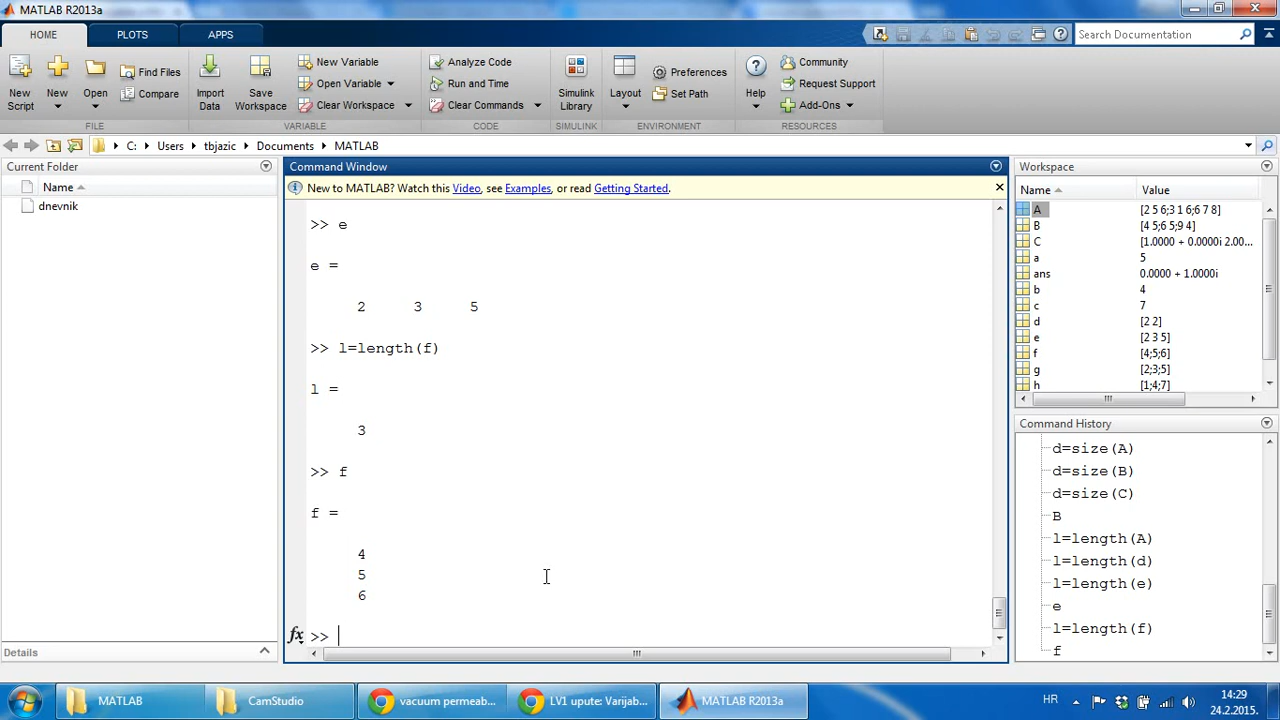 MATLAB R2013a
HOME
PLOTS
APPS
Search Documentation
New Script
New
Open
Find Files
Compare
Import Data
Save Workspace
New Variable
Open Variable
Clear Workspace
Analyze Code
Run and Time
Clear Commands
Simulink Library
Layout
Preferences
Set Path
Help
Community
Request Support
Add-Ons
FILE
VARIABLE
CODE
SIMULINK
ENVIRONMENT
RESOURCES
C: Users tbjazic Documents MATLAB
Current Folder
Name
dnevnik
Details
Command Window
New to MATLAB? Watch this Video, see Examples, or read Getting Started.
>> e
e =
2 3 5
>> l=length(f)
l =
3
>> f
f =
4
5
6
fx >>
Workspace
Name Value
A [2 5 6;3 1 6;6 7 8]
B [4 5;6 5;9 4]
C [1.0000 + 0.0000i 2.00...
a 5
ans 0.0000 + 1.0000i
b 4
c 7
d [2 2]
e [2 3 5]
f [4;5;6]
g [2;3;5]
h [1;4;7]
Command History
d=size(A)
d=size(B)
d=size(C)
B
l=length(A)
l=length(d)
l=length(e)
e
l=length(f)
f
MATLAB
CamStudio
vacuum permeab...
LV1 upute: Varijab...
MATLAB R2013a
HR
14:29
24.2.2015.